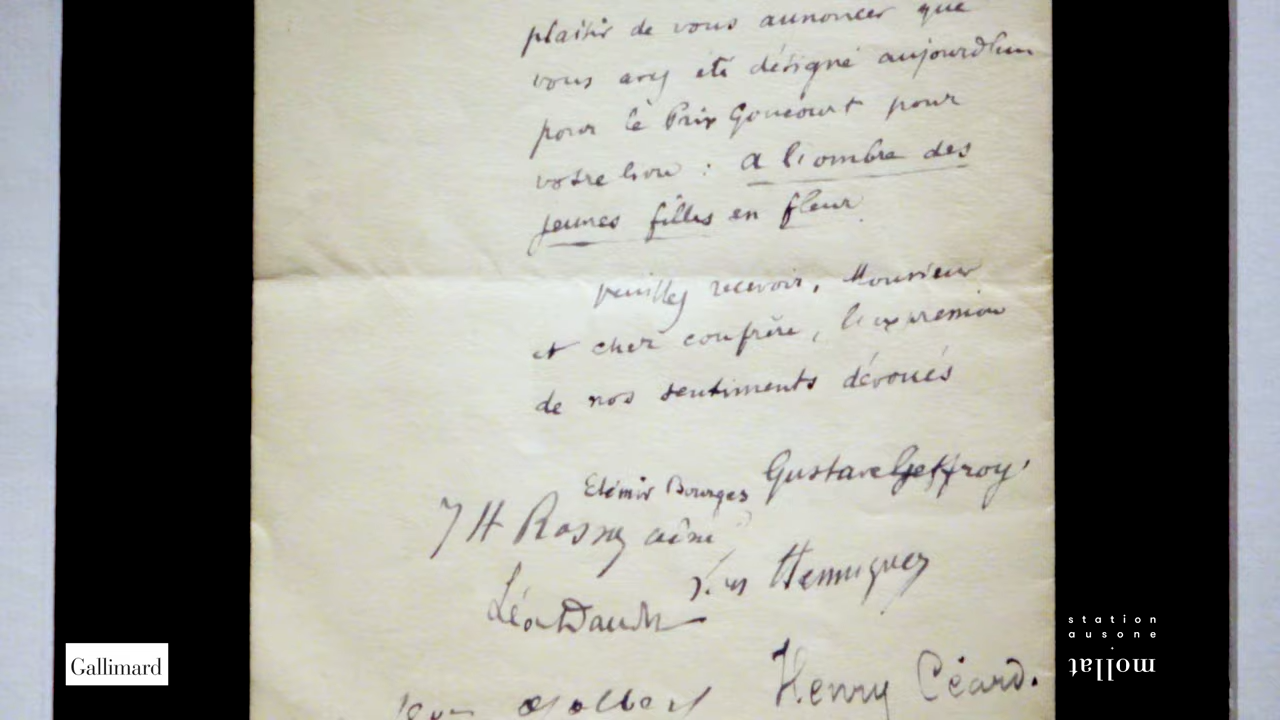 plaisir de vous annoncer que
vous avez été désigné aujourd'hui
pour le Prix Goncourt pour
votre livre : A l'ombre des
jeunes filles en fleur
Veuillez recevoir, Monsieur
et cher confrère, l'expression
de nos sentiments dévoués
Elémir Bourges Gustave Geffroy
J H Rosny aîné
Hennique
Léon Daudet
Henry Céard.
Gallimard
station
ausone
mollat